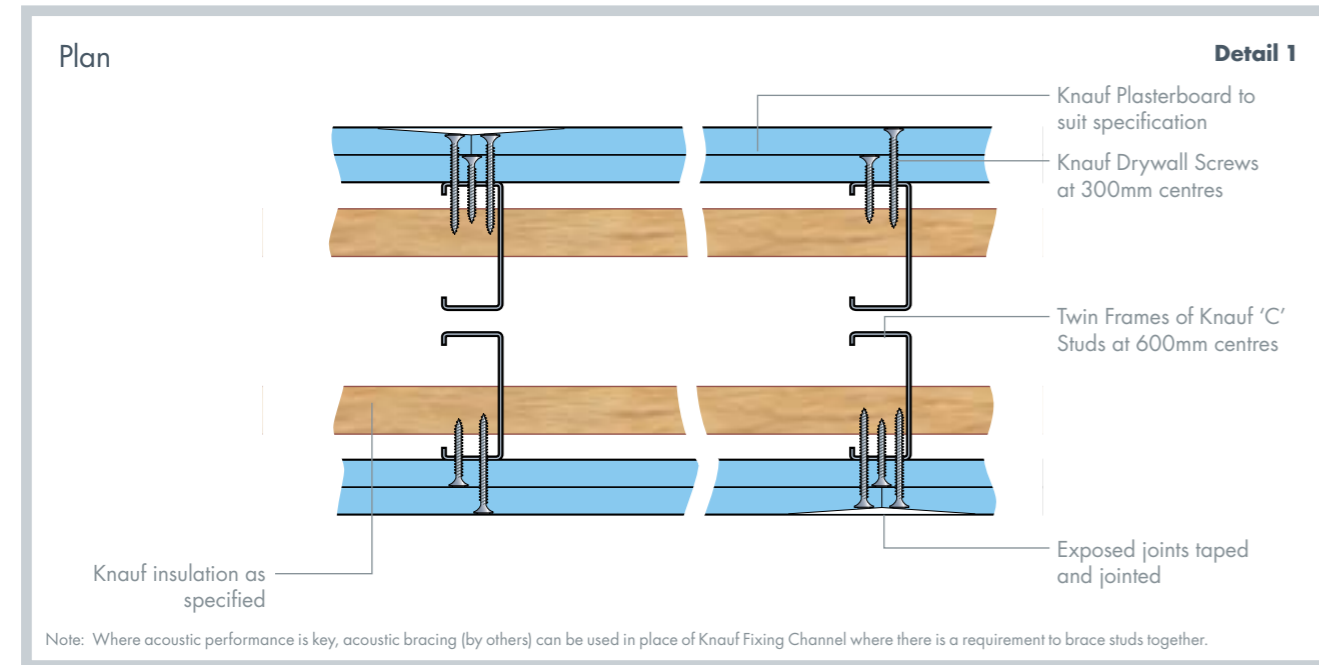 Plan
Detail 1
Knauf Plasterboard to
suit specification
Knauf Drywall Screws
at 300mm centres
Twin Frames of Knauf ‘C’
Studs at 600mm centres
Exposed joints taped
and jointed
Knauf insulation as
specified
Note: Where acoustic performance is key, acoustic bracing (by others) can be used in place of Knauf Fixing Channel where there is a requirement to brace studs together.